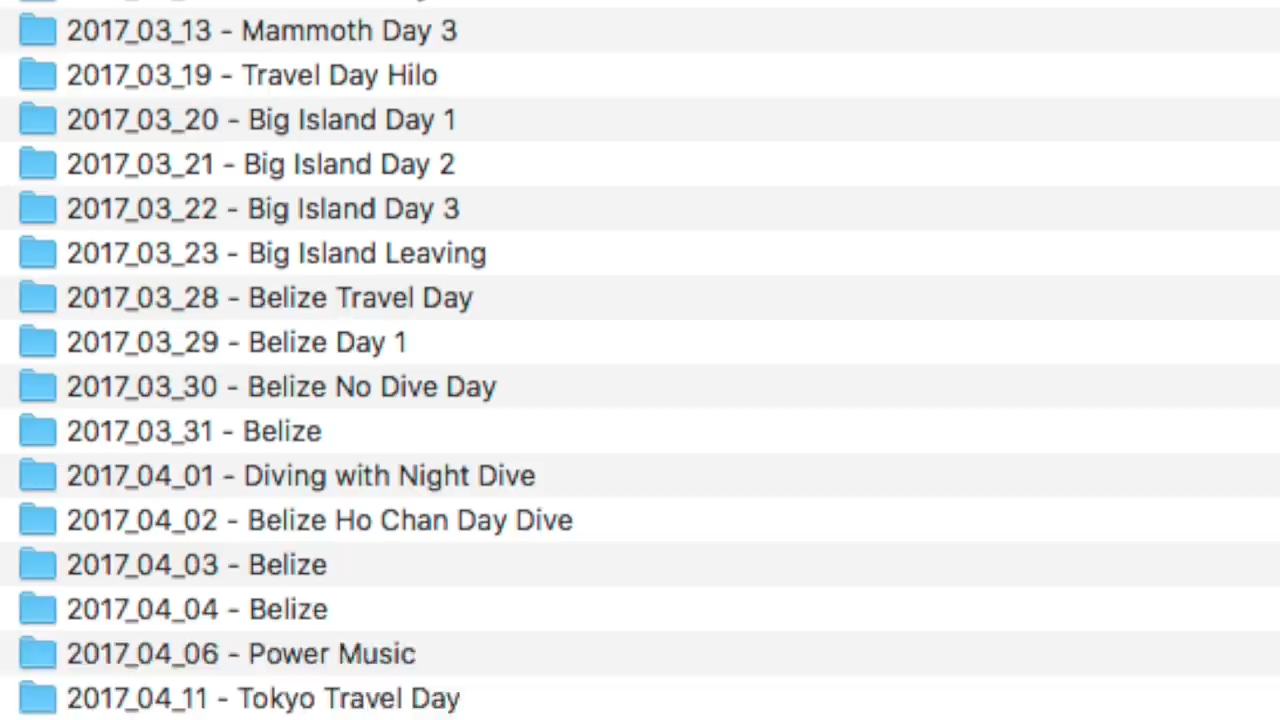 2017_03_13 - Mammoth Day 3
2017_03_19 - Travel Day Hilo
2017_03_20 - Big Island Day 1
2017_03_21 - Big Island Day 2
2017_03_22 - Big Island Day 3
2017_03_23 - Big Island Leaving
2017_03_28 - Belize Travel Day
2017_03_29 - Belize Day 1
2017_03_30 - Belize No Dive Day
2017_03_31 - Belize
2017_04_01 - Diving with Night Dive
2017_04_02 - Belize Ho Chan Day Dive
2017_04_03 - Belize
2017_04_04 - Belize
2017_04_06 - Power Music
2017_04_11 - Tokyo Travel Day